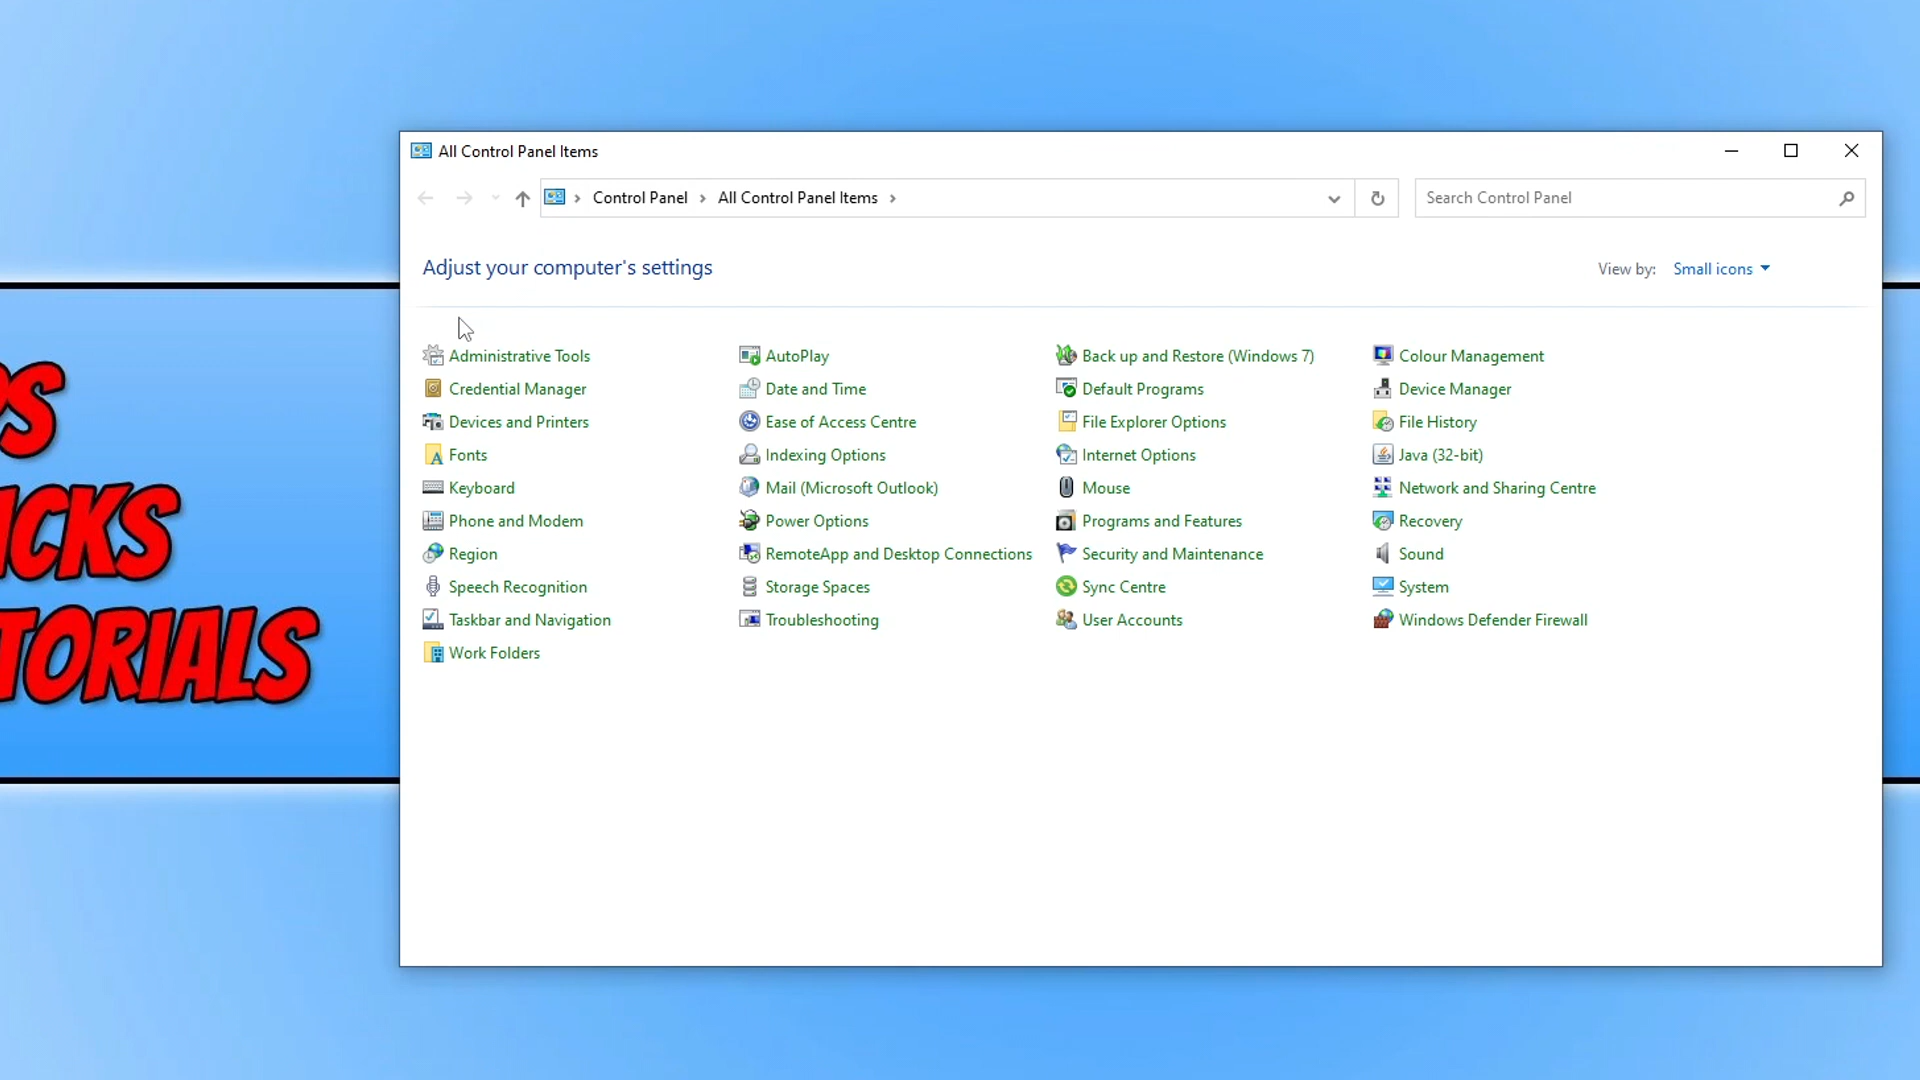 All Control Panel Items
Control Panel All Control Panel Items
Search Control Panel
Adjust your computer's settings
View by: Small icons
Administrative Tools
AutoPlay
Back up and Restore (Windows 7)
Colour Management
Credential Manager
Date and Time
Default Programs
Device Manager
Devices and Printers
Ease of Access Centre
File Explorer Options
File History
Fonts
Indexing Options
Internet Options
Java (32-bit)
Keyboard
Mail (Microsoft Outlook)
Mouse
Network and Sharing Centre
Phone and Modem
Power Options
Programs and Features
Recovery
Region
RemoteApp and Desktop Connections
Security and Maintenance
Sound
Speech Recognition
Storage Spaces
Sync Centre
System
Taskbar and Navigation
Troubleshooting
User Accounts
Windows Defender Firewall
Work Folders
PS
ICKS
TORIALS